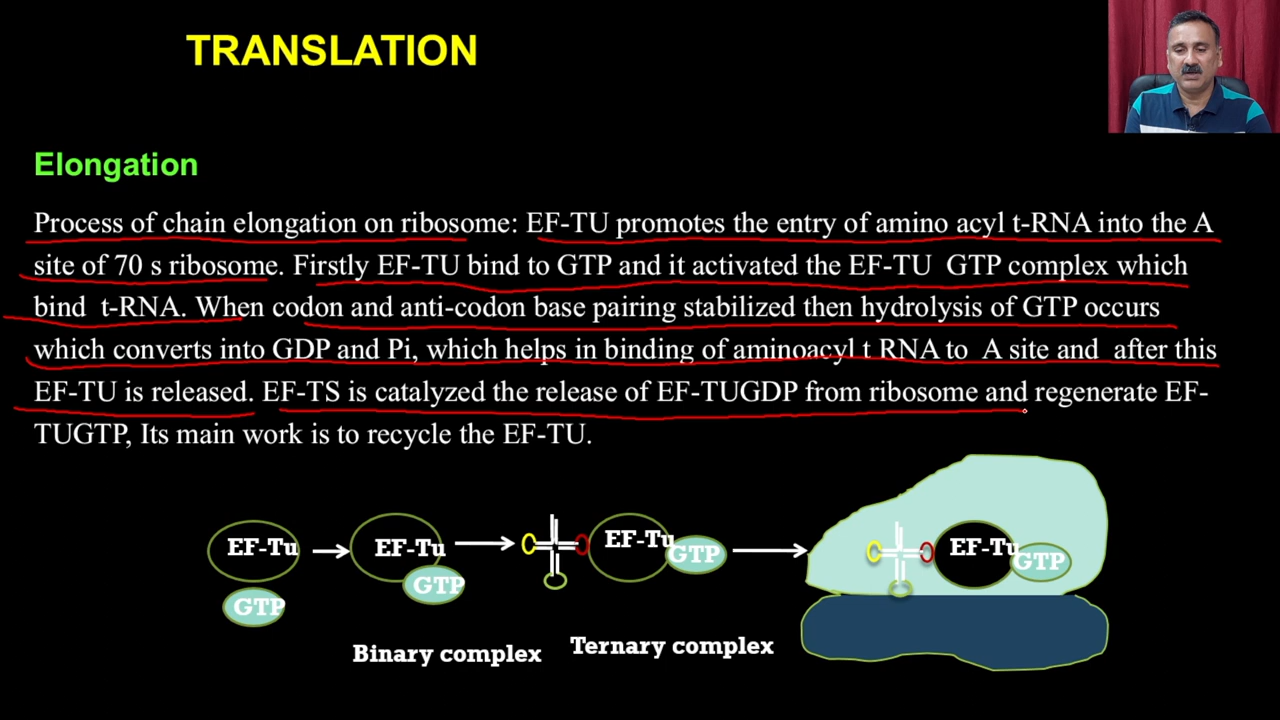 TRANSLATION
Elongation
Process of chain elongation on ribosome: EF-TU promotes the entry of amino acyl t-RNA into the A
site of 70 s ribosome. Firstly EF-TU bind to GTP and it activated the EF-TU GTP complex which
bind t-RNA. When codon and anti-codon base pairing stabilized then hydrolysis of GTP occurs
which converts into GDP and Pi, which helps in binding of aminoacyl t RNA to A site and after this
EF-TU is released. EF-TS is catalyzed the release of EF-TUGDP from ribosome and regenerate EF-
TUGTP, Its main work is to recycle the EF-TU.
EF-Tu
GTP
EF-Tu
GTP
EF-Tu
GTP
EF-Tu
GTP
Binary complex
Ternary complex